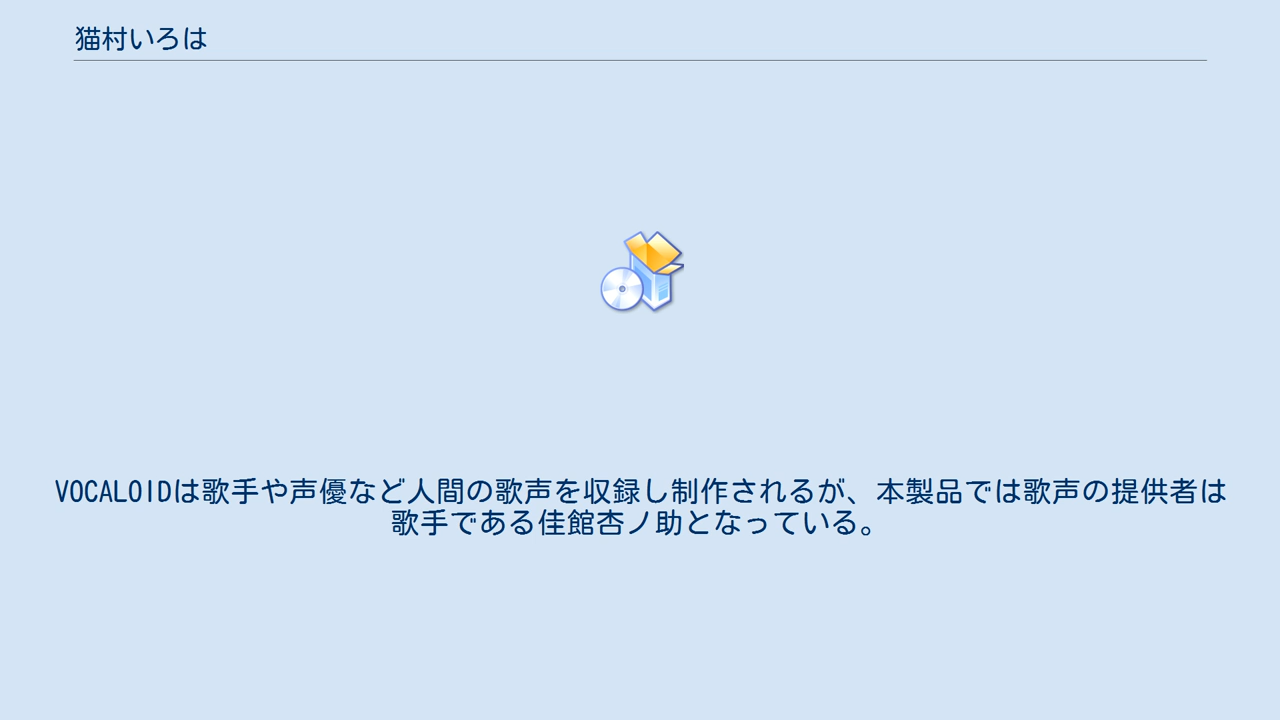 猫村いろは
VOCALOIDは歌手や声優など人間の歌声を収録し制作されるが、本製品では歌声の提供者は
歌手である佳館杏ノ助となっている。